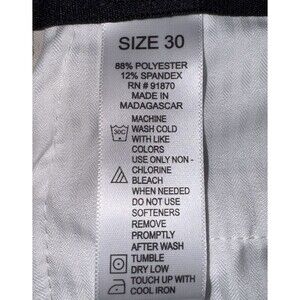 SIZE 30
88% POLYESTER
12% SPANDEX
RN # 91870
MADE IN
MADAGASCAR
MACHINE
30C WASH COLD
WITH LIKE
COLORS
USE ONLY NON -
CHLORINE
BLEACH
WHEN NEEDED
DO NOT USE
SOFTENERS
REMOVE
PROMPTLY
AFTER WASH
TUMBLE
DRY LOW
TOUCH UP WITH
COOL IRON